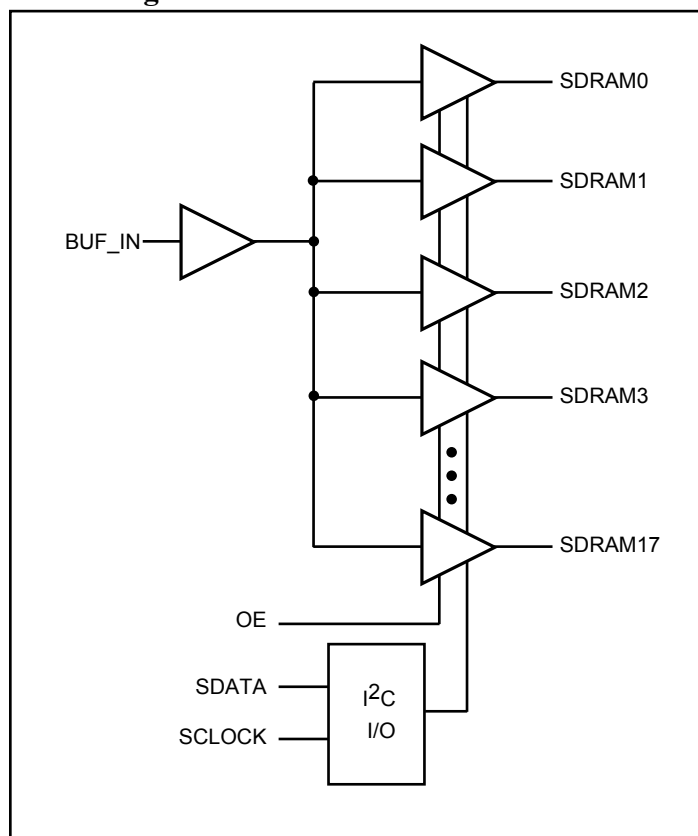 SDRAM0
SDRAM1
BUF_IN
SDRAM2
SDRAM3
SDRAM17
OE
SDATA
I2C
I/O
SCLOCK